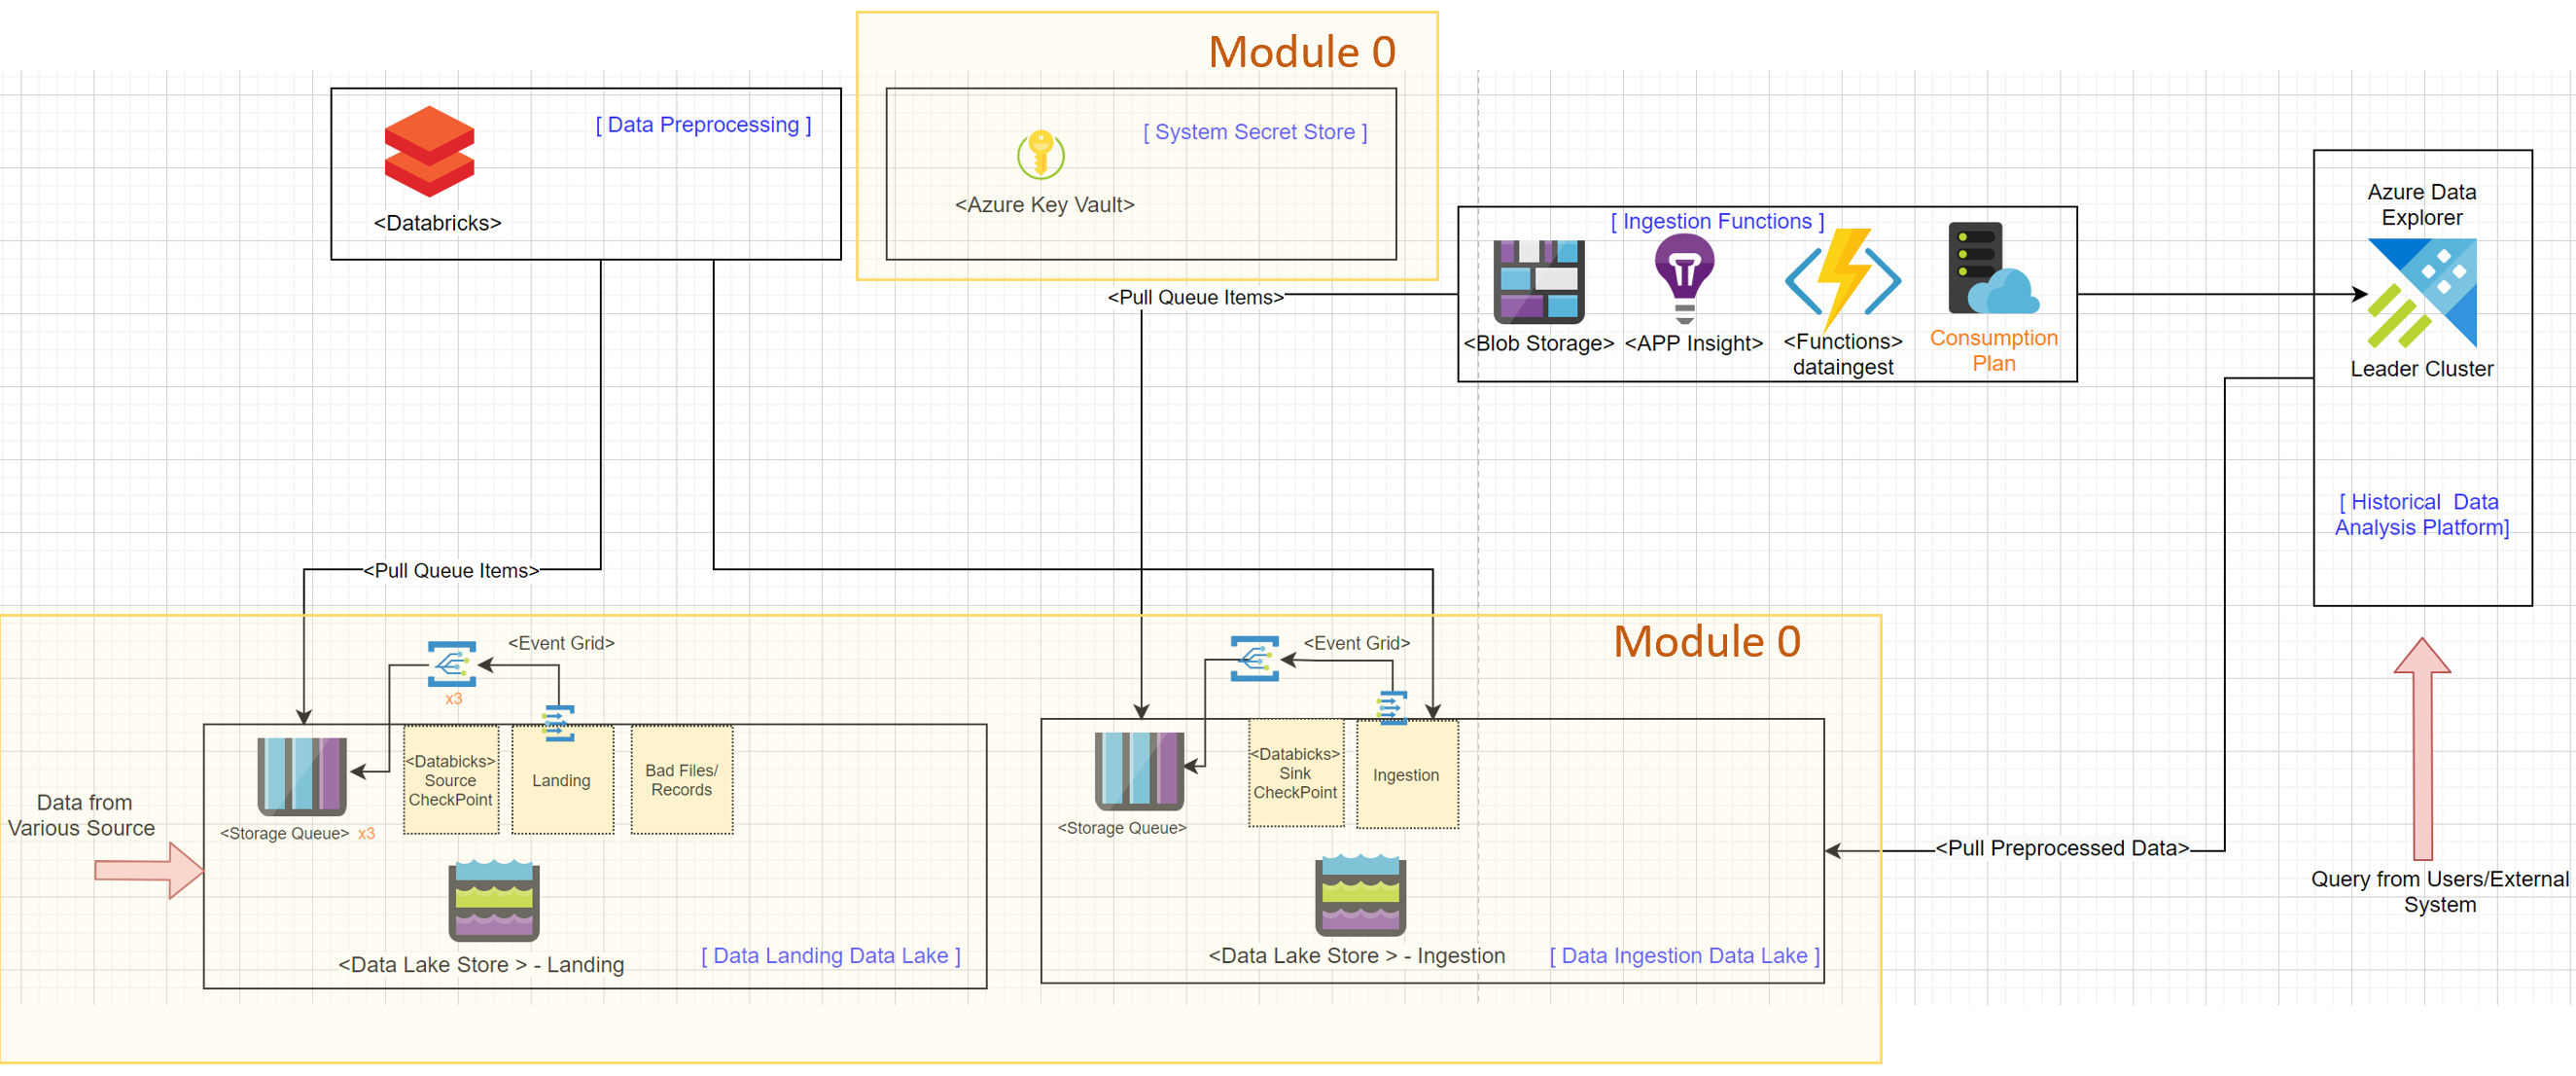 Module 0
[ Data Preprocessing ]
<Databricks>
[ System Secret Store ]
<Azure Key Vault>
<Pull Queue Items>
[ Ingestion Functions ]
<Blob Storage>
<APP Insight>
<Functions>
dataingest
Consumption
Plan
Azure Data
Explorer
Leader Cluster
[ Historical  Data
Analysis Platform]
<Pull Queue Items>
Module 0
<Event Grid>
x3
<Event Grid>
<Databicks>
Source
CheckPoint
Landing
Bad Files/
Records
<Databicks>
Sink
CheckPoint
Ingestion
Data from
Various Source
<Storage Queue> x3
<Storage Queue>
<Data Lake Store > - Landing
[ Data Landing Data Lake ]
<Data Lake Store > - Ingestion
[ Data Ingestion Data Lake ]
<Pull Preprocessed Data>
Query from Users/External
System